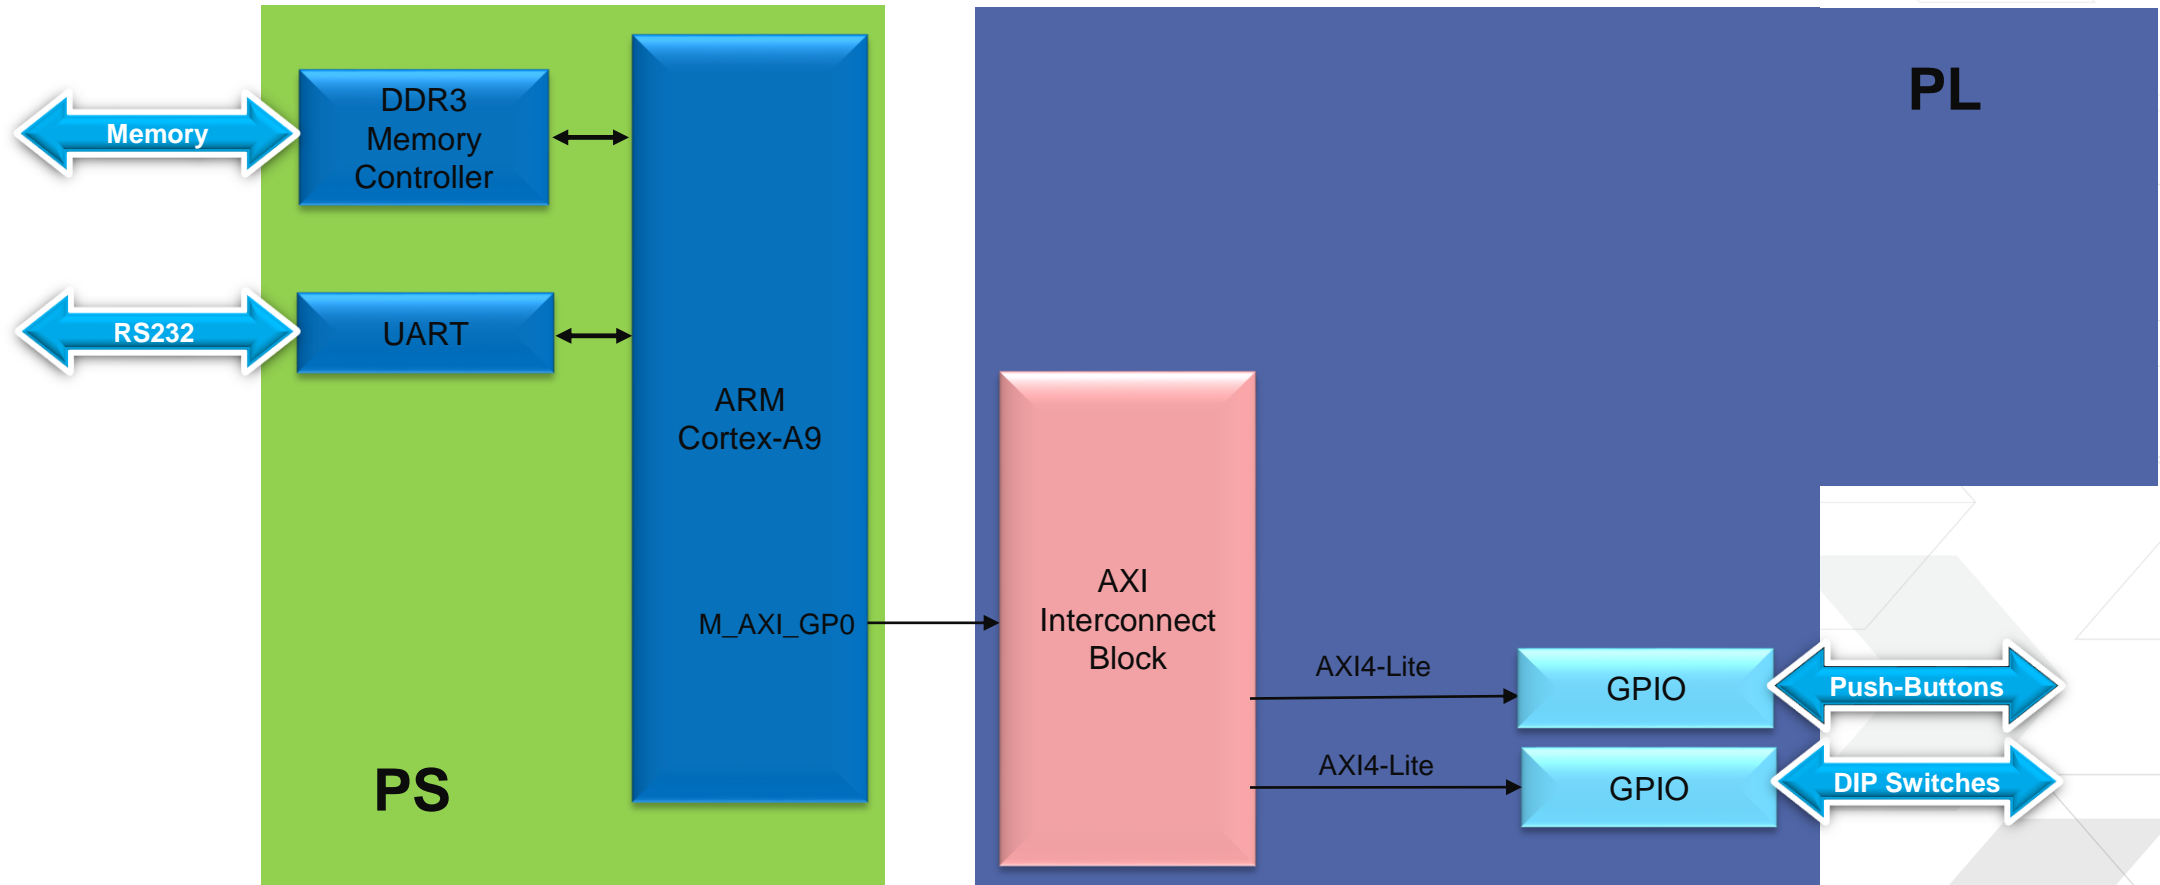 PL
DDR3
Memory
Controller
Memory
UART
RS232
ARM
Cortex-A9
M_AXI_GP0
PS
AXI
Interconnect
Block
AXI4-Lite
GPIO
Push-Buttons
AXI4-Lite
GPIO
DIP Switches